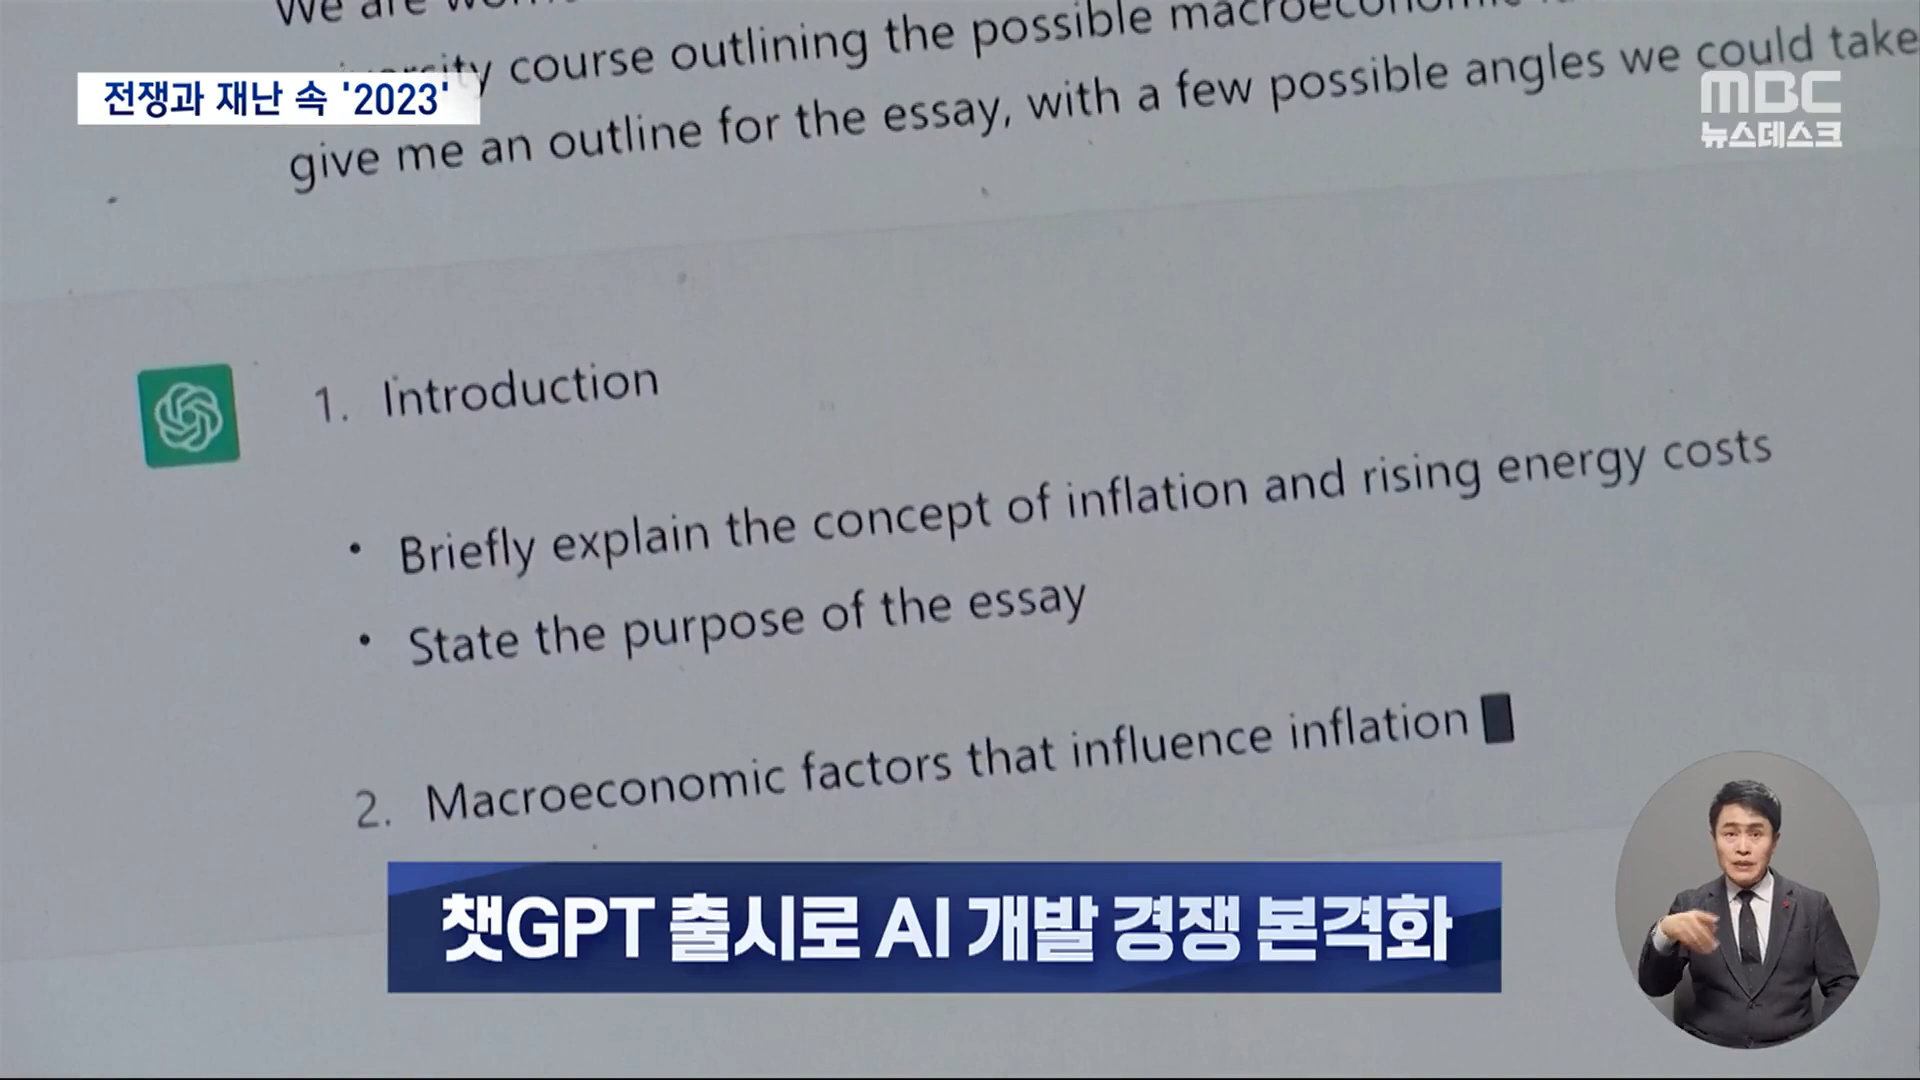 We are
course outlining the possible
전쟁과 재난 속 '2023'
give me an outline for the essay, with a few possible angles we could take
MBC
뉴스데스크
1. Introduction
• Briefly explain the concept of inflation and rising energy costs
• State the purpose of the essay
2. Macroeconomic factors that influence inflation
챗GPT 출시로 AI 개발 경쟁 본격화